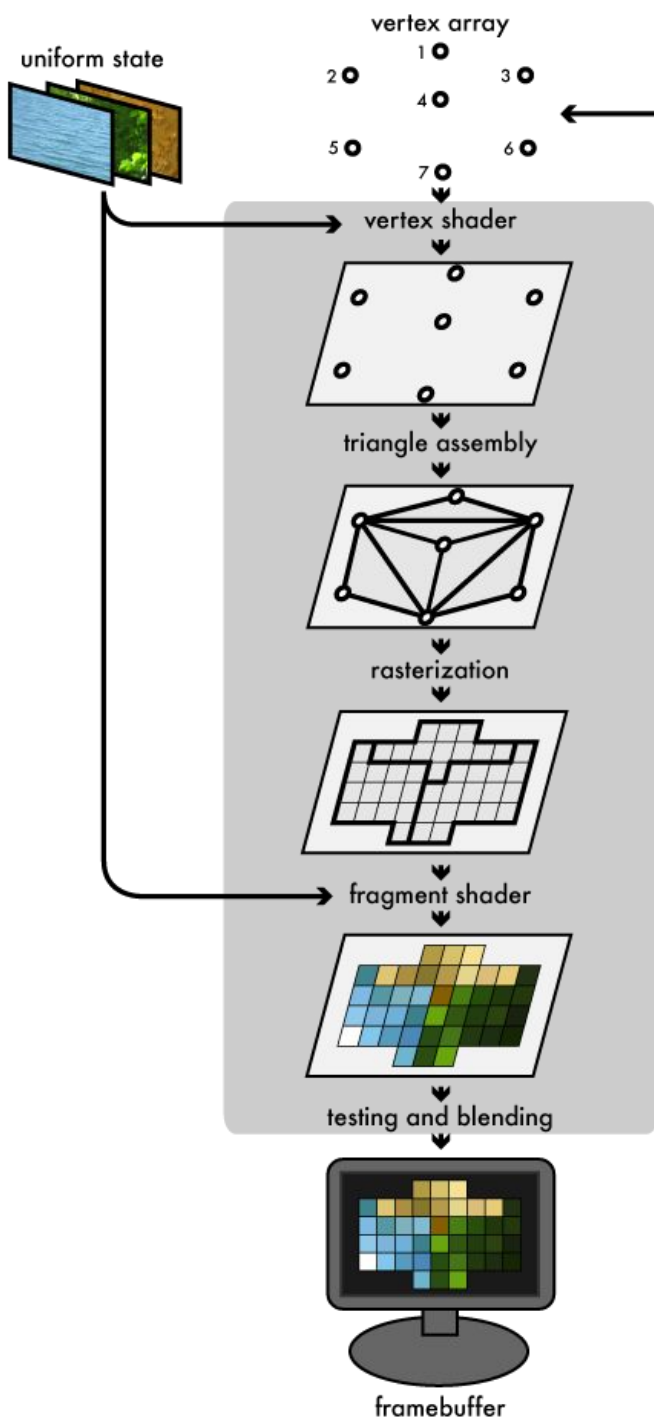 vertex array
uniform state
1
2
3
4
5
6
7
vertex shader
triangle assembly
rasterization
fragment shader
testing and blending
framebuffer